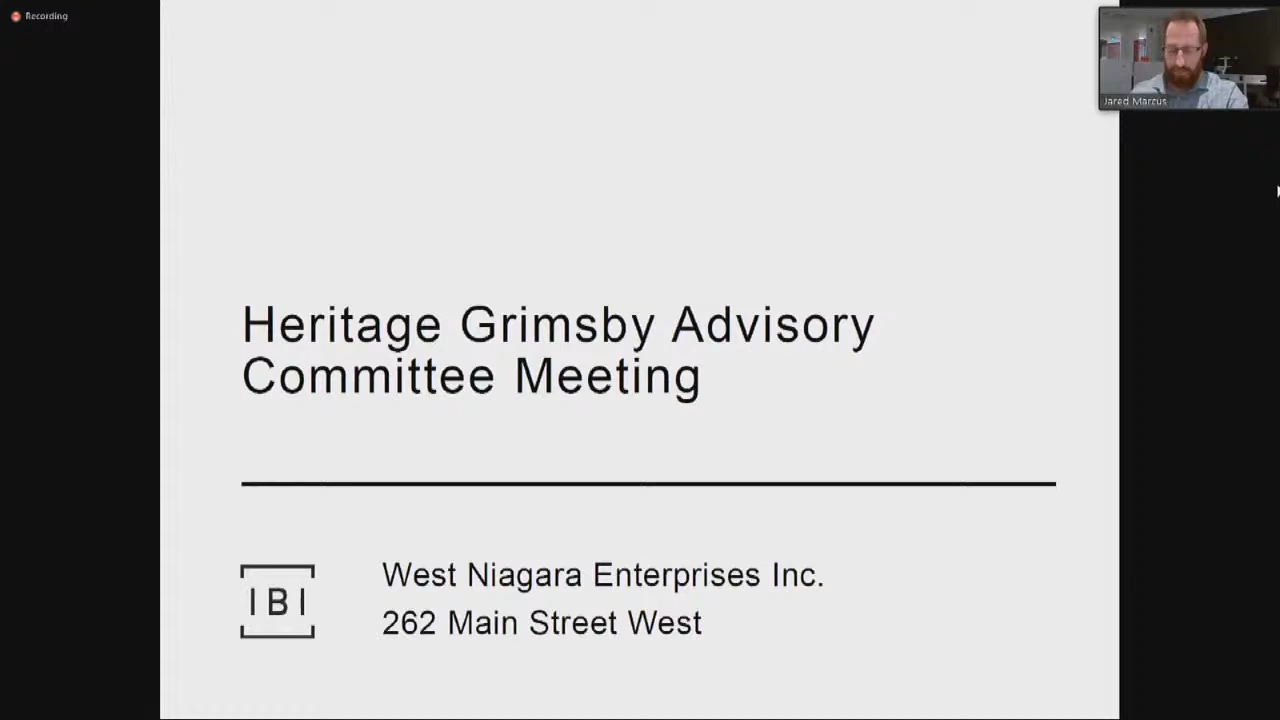 Recording
Jared Marcus
Heritage Grimsby Advisory
Committee Meeting
IBI
West Niagara Enterprises Inc.
262 Main Street West